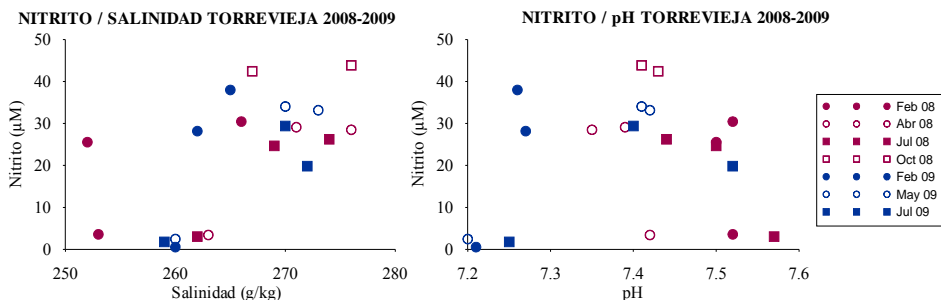 NITRITO / SALINIDAD TORREVIEJA 2008-2009
50
40
30
20
10
0
Nitrito (µM)
250
260
270
280
Salinidad (g/kg)
NITRITO / pH TORREVIEJA 2008-2009
50
40
30
20
10
0
Nitrito (µM)
7.2
7.3
7.4
7.5
7.6
pH
Feb 08
Abr 08
Jul 08
Oct 08
Feb 09
May 09
Jul 09